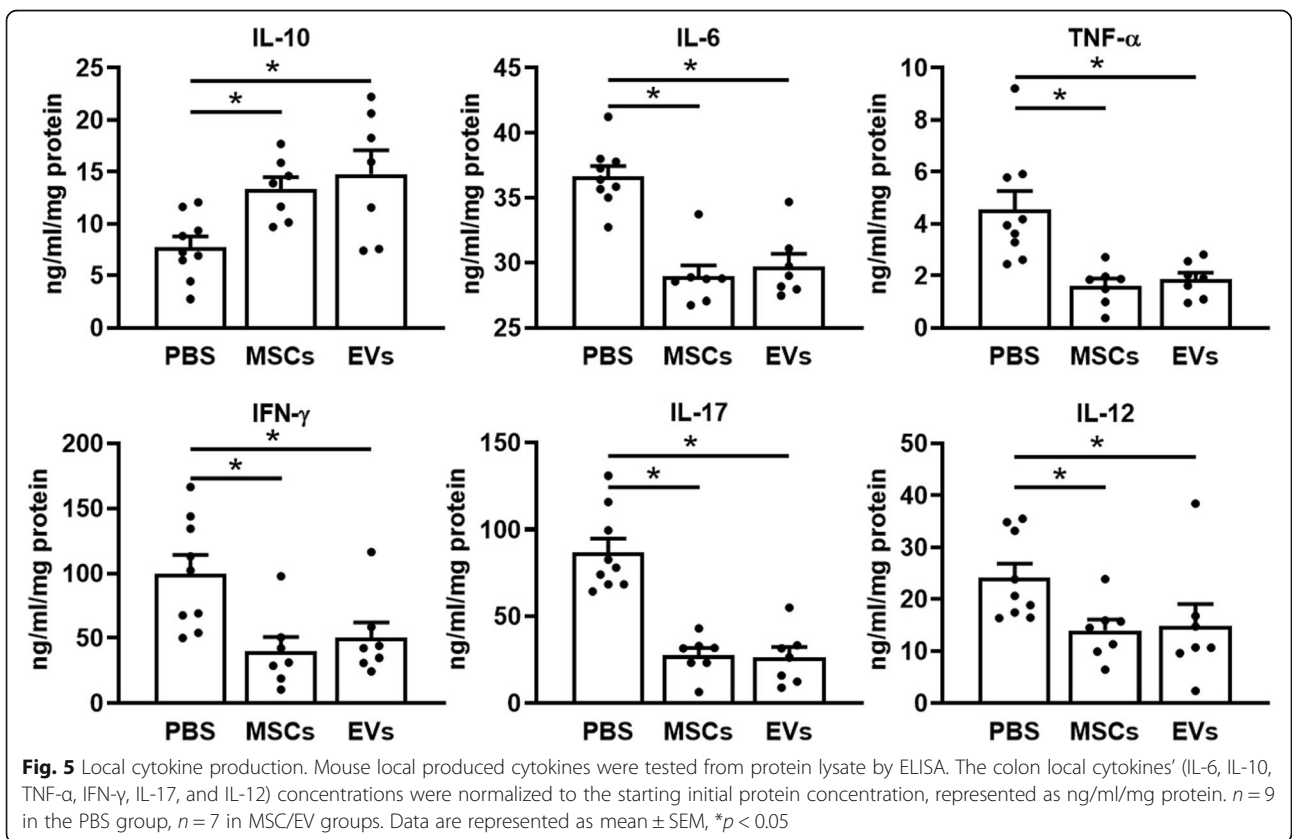 IL-10
25
20
15
10
5
0
ng/ml/mg protein
*
*
PBS MSCs EVs
IL-6
45
40
35
30
25
ng/ml/mg protein
*
*
PBS MSCs EVs
TNF-α
10
8
6
4
2
0
ng/ml/mg protein
*
*
PBS MSCs EVs
IFN-γ
200
150
100
50
0
ng/ml/mg protein
*
*
PBS MSCs EVs
IL-17
150
100
50
0
ng/ml/mg protein
*
*
PBS MSCs EVs
IL-12
50
40
30
20
10
0
ng/ml/mg protein
*
*
PBS MSCs EVs
Fig. 5 Local cytokine production. Mouse local produced cytokines were tested from protein lysate by ELISA. The colon local cytokines’ (IL-6, IL-10,
TNF-α, IFN-γ, IL-17, and IL-12) concentrations were normalized to the starting initial protein concentration, represented as ng/ml/mg protein. n = 9
in the PBS group, n = 7 in MSC/EV groups. Data are represented as mean ± SEM, *p < 0.05